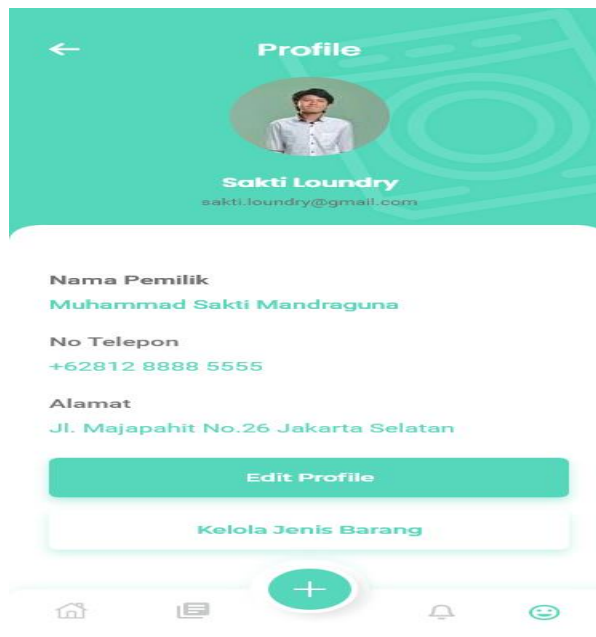 Profile
Sakti Loundry
sakti.loundry@gmail.com
Nama Pemilik
Muhammad Sakti Mandraguna
No Telepon
+62812 8888 5555
Alamat
Jl. Majapahit No.26 Jakarta Selatan
Edit Profile
Kelola Jenis Barang